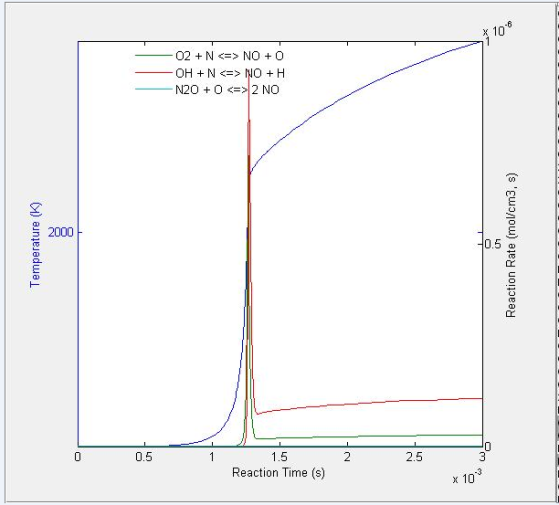 x 10^-6
1
O2 + N <=> NO + O
OH + N <=> NO + H
N2O + O <=> 2 NO
Temperature (K)
2000
0.5
Reaction Rate (mol/cm3, s)
0
0 0.5 1 1.5 2 2.5 3
Reaction Time (s)
x 10^-3